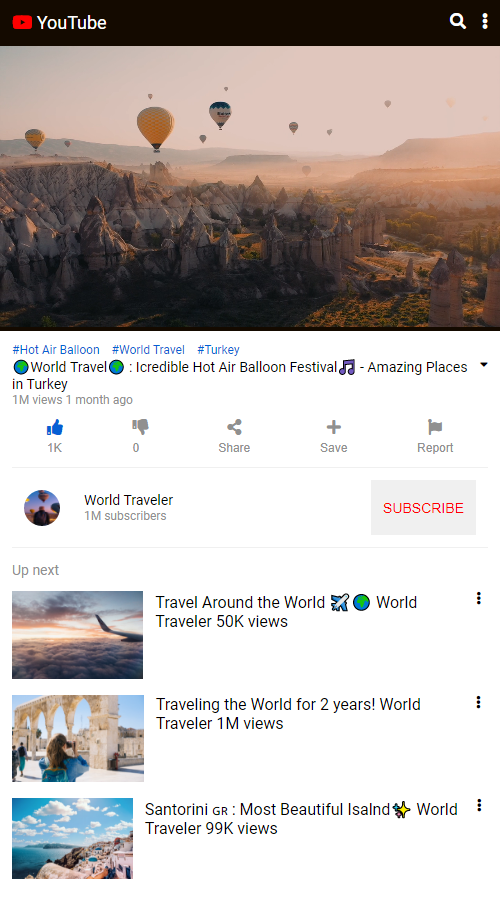 YouTube
#Hot Air Balloon #World Travel #Turkey
🌍World Travel🌍 : Icredible Hot Air Balloon Festival🎵 - Amazing Places
in Turkey
1M views 1 month ago
1K 0 Share Save Report
World Traveler
1M subscribers
SUBSCRIBE
Up next
Travel Around the World ✈️🌍 World
Traveler 50K views
Traveling the World for 2 years! World
Traveler 1M views
Santorini 🇬🇷 : Most Beautiful Isalnd✨ World
Traveler 99K views